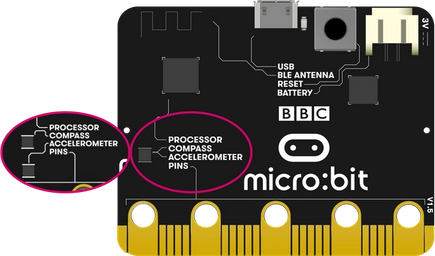 3V
USB
BLE ANTENNA
RESET
BATTERY
BBC
PROCESSOR
COMPASS
ACCELEROMETER
PINS
PROCESSOR
COMPASS
ACCELEROMETER
PINS
micro:bit
V1.5